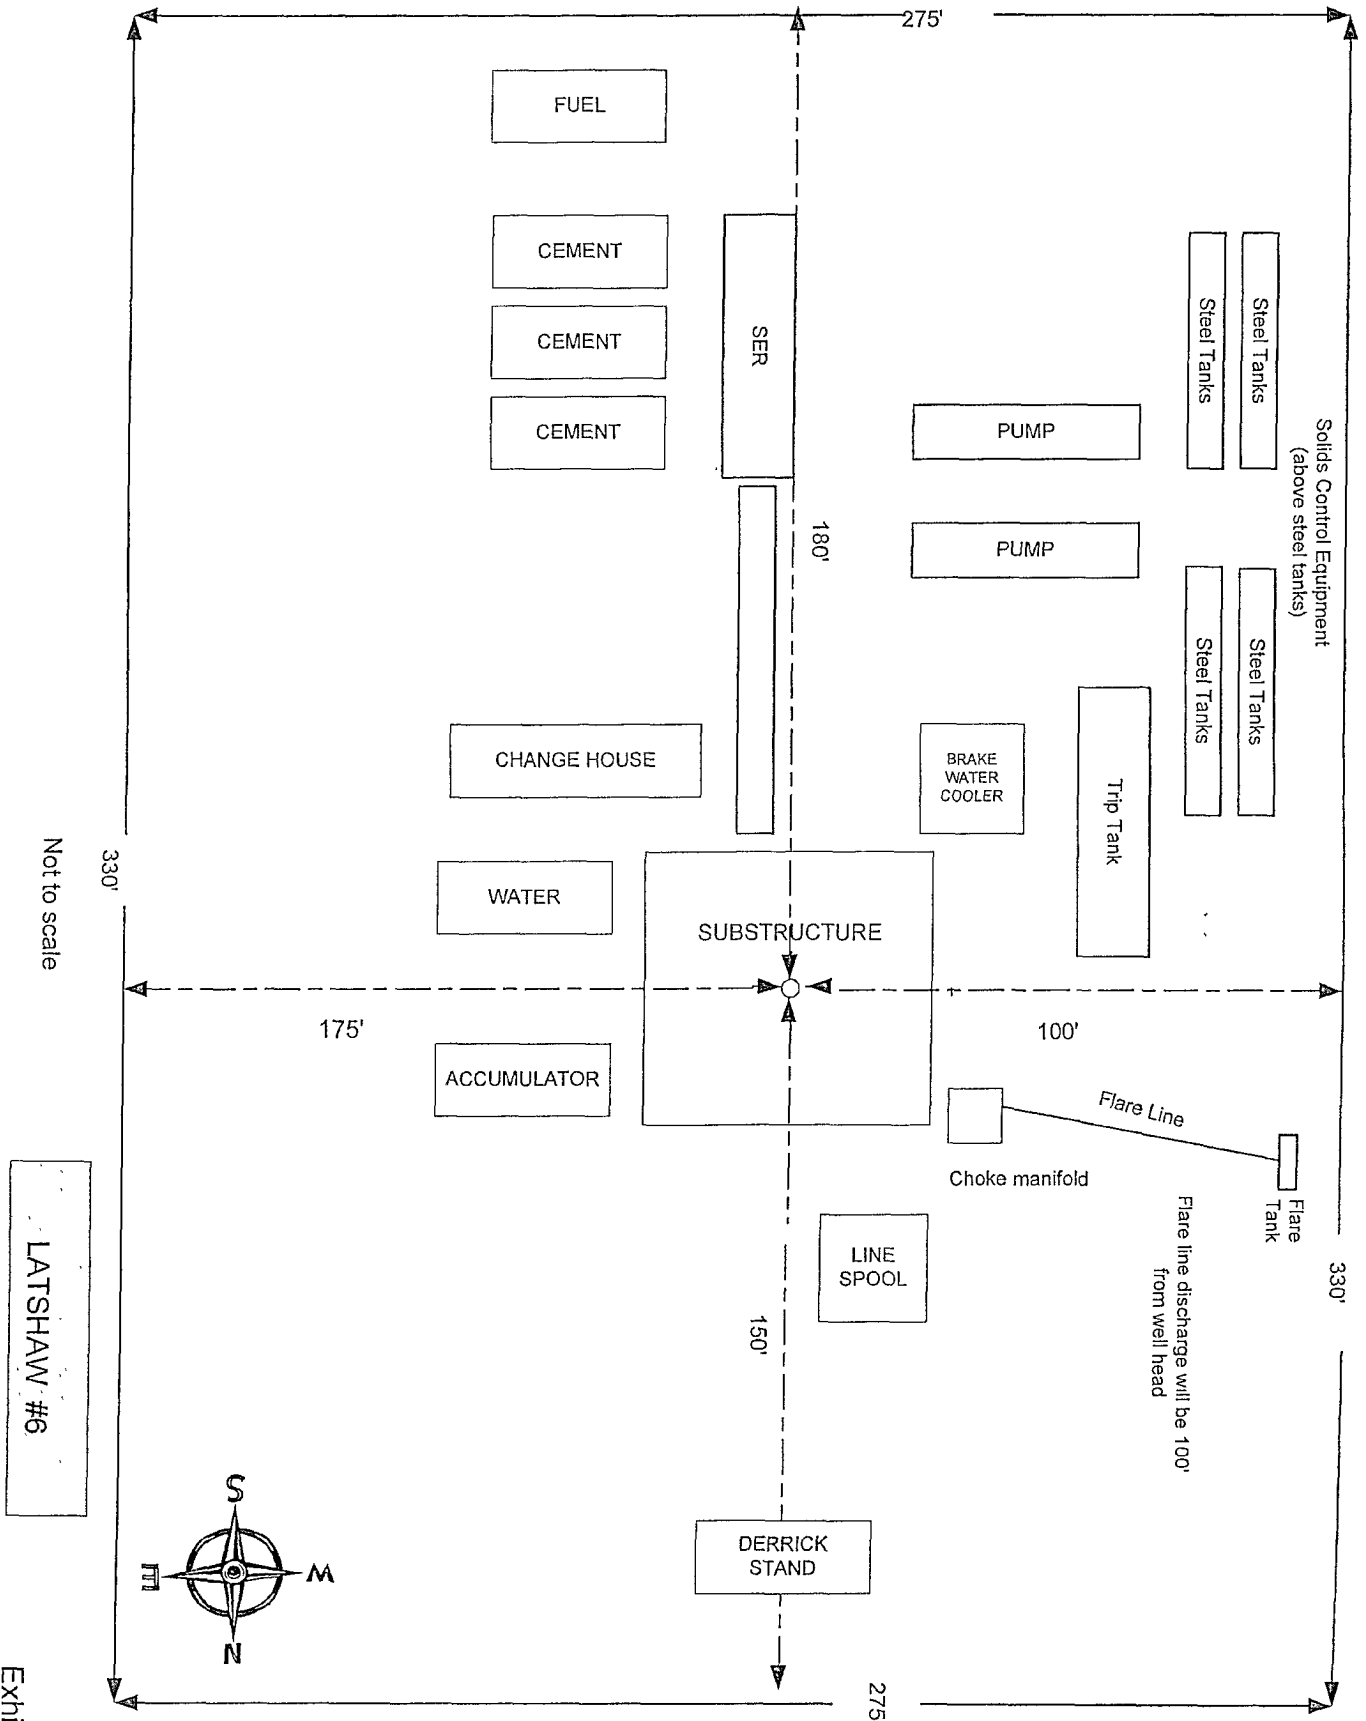 275'
FUEL
CEMENT
CEMENT
CEMENT
SER
180'
PUMP
PUMP
Steel Tanks
Steel Tanks
Steel Tanks
Steel Tanks
Solids Control Equipment
(above steel tanks)
CHANGE HOUSE
BRAKE
WATER
COOLER
Trip Tank
WATER
SUBSTRUCTURE
330'
Not to scale
175'
100'
ACCUMULATOR
Flare Line
Choke manifold
Flare
Tank
Flare line discharge will be 100'
from well head
LINE
SPOOL
330'
150'
LATSHAW #6
DERRICK
STAND
S
W
E
N
275
Exhi